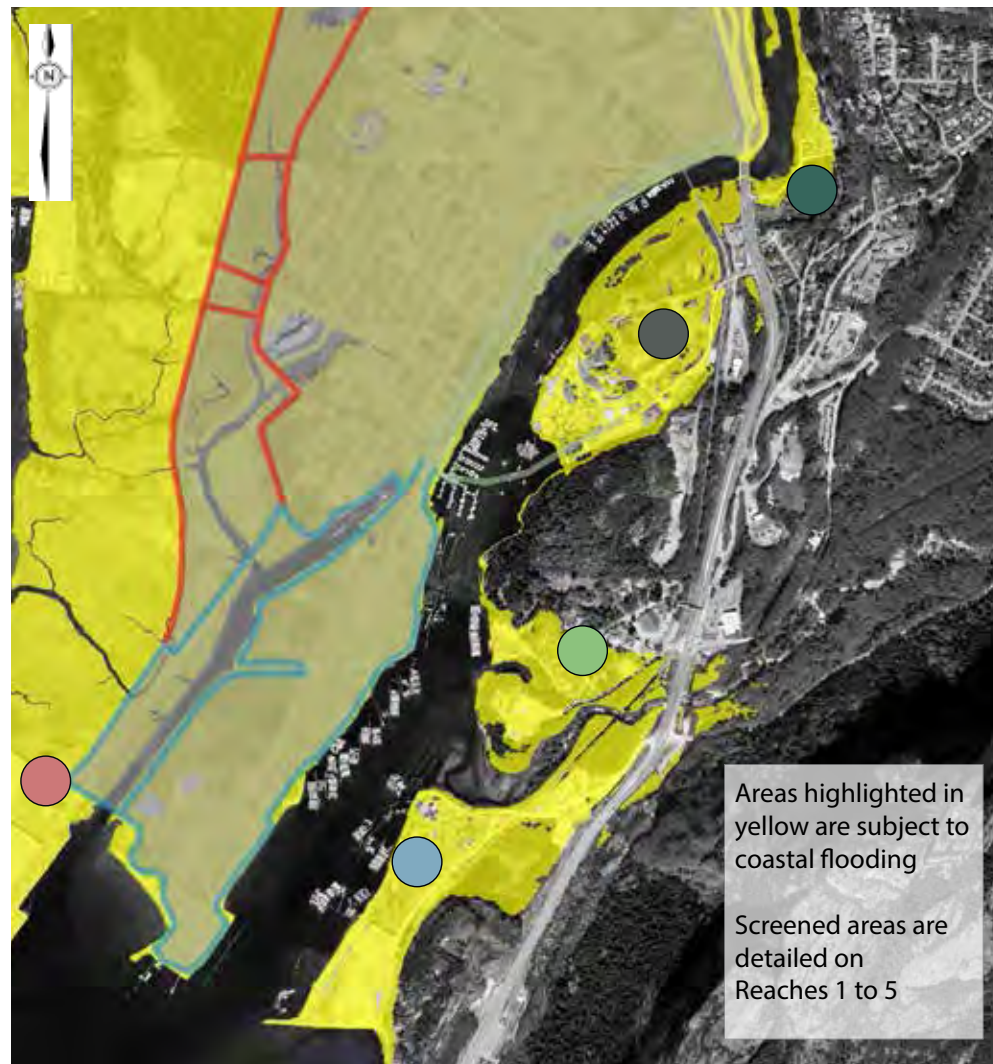 N
Areas highlighted in
yellow are subject to
coastal flooding
Screened areas are
detailed on
Reaches 1 to 5